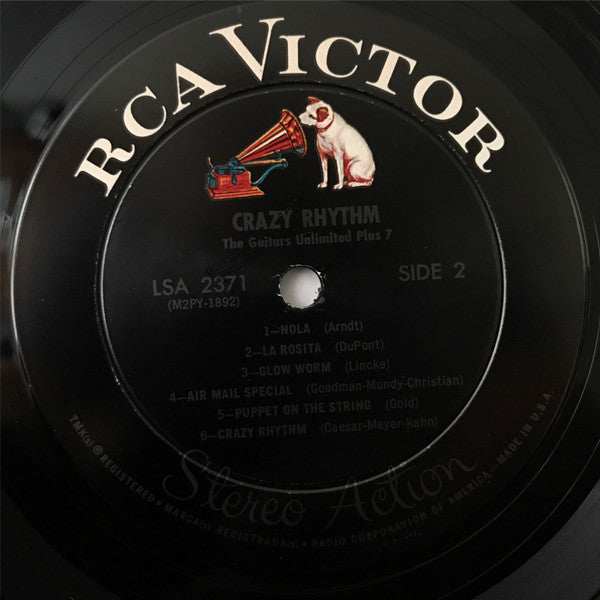 RCA VICTOR
CRAZY RHYTHM
The Guitars Unlimited Plus 7
LSA 2371
(M2PY-1892)
SIDE 2
1—NOLA (Arndt)
2—LA ROSITA (DuPont)
3—GLOW WORM (Lincke)
4—AIR MAIL SPECIAL (Goodman-Mundy-Christian)
5—PUPPET ON THE STRING (Gold)
6—CRAZY RHYTHM (Caesar-Meyer-Kahn)
Stereo Action
TMK(s) ® REGISTERED • MARCA(s) REGISTRADA(s) • RADIO CORPORATION OF AMERICA—MADE IN U.S.A.